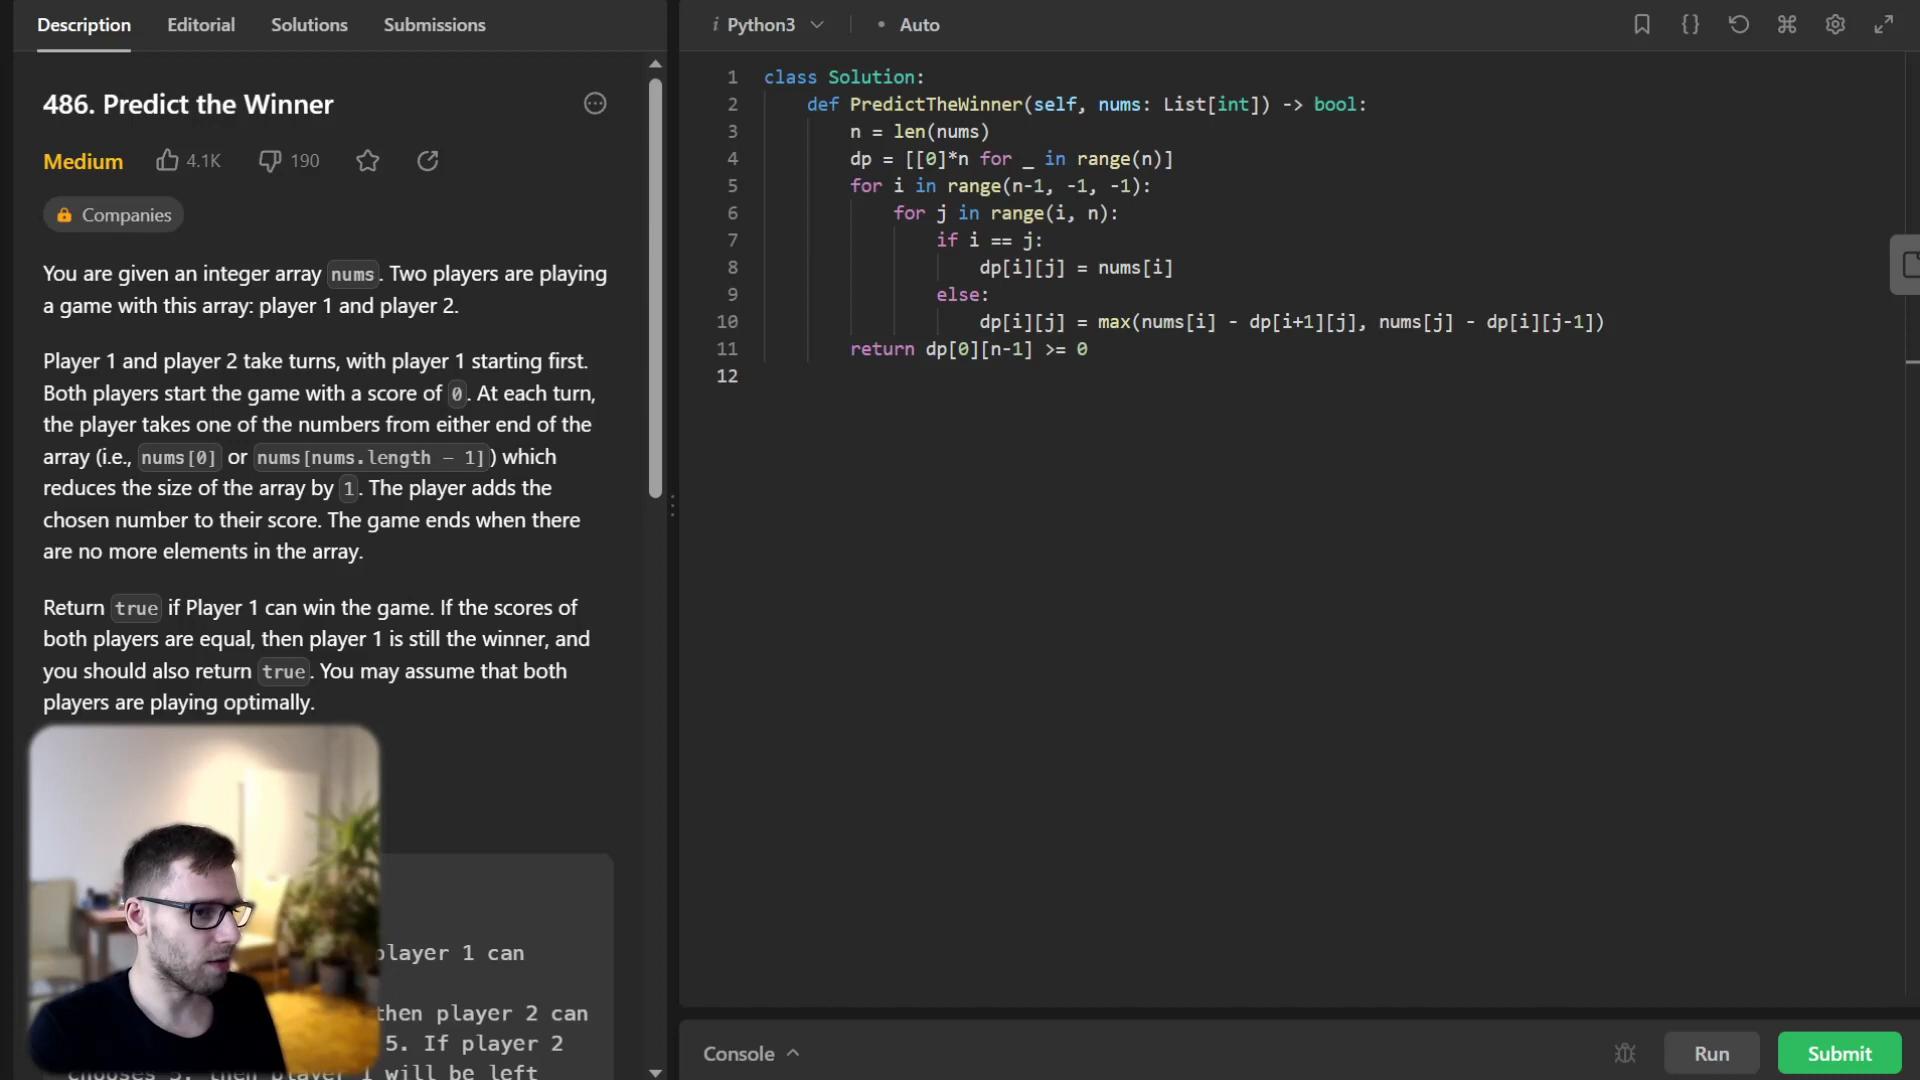 Description Editorial Solutions Submissions
486. Predict the Winner
Medium 4.1K 190
Companies
You are given an integer array nums. Two players are playing
a game with this array: player 1 and player 2.
Player 1 and player 2 take turns, with player 1 starting first.
Both players start the game with a score of 0. At each turn,
the player takes one of the numbers from either end of the
array (i.e., nums[0] or nums[nums.length - 1]) which
reduces the size of the array by 1. The player adds the
chosen number to their score. The game ends when there
are no more elements in the array.
Return true if Player 1 can win the game. If the scores of
both players are equal, then player 1 is still the winner, and
you should also return true. You may assume that both
players are playing optimally.
player 1 can
then player 2 can
5. If player 2
chooses 5, then player 1 will be left
i Python3 • Auto
1 class Solution:
2 def PredictTheWinner(self, nums: List[int]) -> bool:
3 n = len(nums)
4 dp = [[0]*n for _ in range(n)]
5 for i in range(n-1, -1, -1):
6 for j in range(i, n):
7 if i == j:
8 dp[i][j] = nums[i]
9 else:
10 dp[i][j] = max(nums[i] - dp[i+1][j], nums[j] - dp[i][j-1])
11 return dp[0][n-1] >= 0
12
Console Run Submit